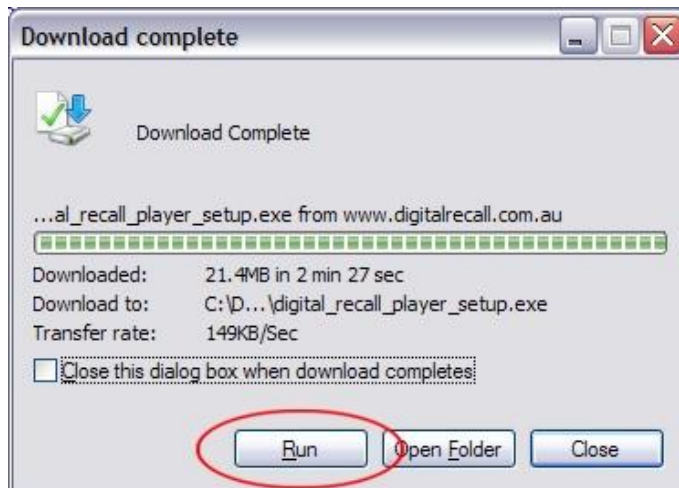 Download complete
Download Complete
...al_recall_player_setup.exe from www.digitalrecall.com.au
Downloaded: 21.4MB in 2 min 27 sec
Download to: C:\D...\digital_recall_player_setup.exe
Transfer rate: 149KB/Sec
Close this dialog box when download completes
Run Open Folder Close